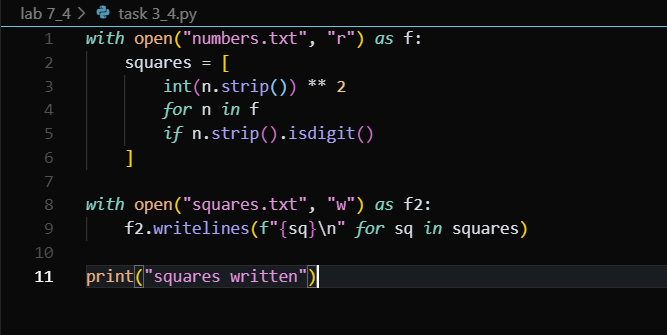 lab 7_4 > task 3_4.py
1 with open("numbers.txt", "r") as f:
2     squares = [
3         int(n.strip()) ** 2
4         for n in f
5         if n.strip().isdigit()
6     ]
7
8 with open("squares.txt", "w") as f2:
9     f2.writelines(f"{sq}\n" for sq in squares)
10
11 print("squares written")